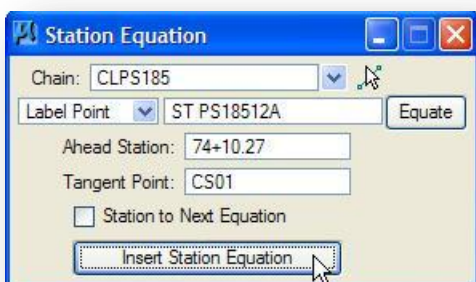 Station Equation
Chain: CLPS185
Label Point ST PS18512A Equate
Ahead Station: 74+10.27
Tangent Point: CS01
Station to Next Equation
Insert Station Equation